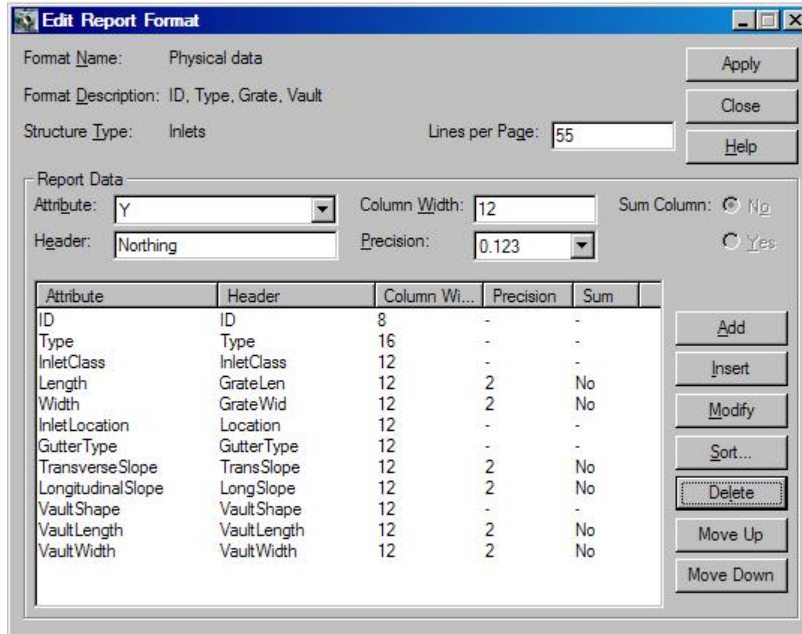 Edit Report Format
Format Name: Physical data
Apply
Format Description: ID, Type, Grate, Vault
Close
Structure Type: Inlets
Lines per Page: 55
Help
Report Data
Attribute: Y
Column Width: 12
Sum Column: No
Header: Northing
Precision: 0.123
Yes
Attribute Header Column Wi... Precision Sum
ID ID 8 - -
Type Type 16 - -
InletClass InletClass 12 - -
Length GrateLen 12 2 No
Width GrateWid 12 2 No
InletLocation Location 12 - -
GutterType GutterType 12 - -
TransverseSlope TransSlope 12 2 No
LongitudinalSlope LongSlope 12 2 No
VaultShape VaultShape 12 - -
VaultLength VaultLength 12 2 No
VaultWidth VaultWidth 12 2 No
Add
Insert
Modify
Sort...
Delete
Move Up
Move Down